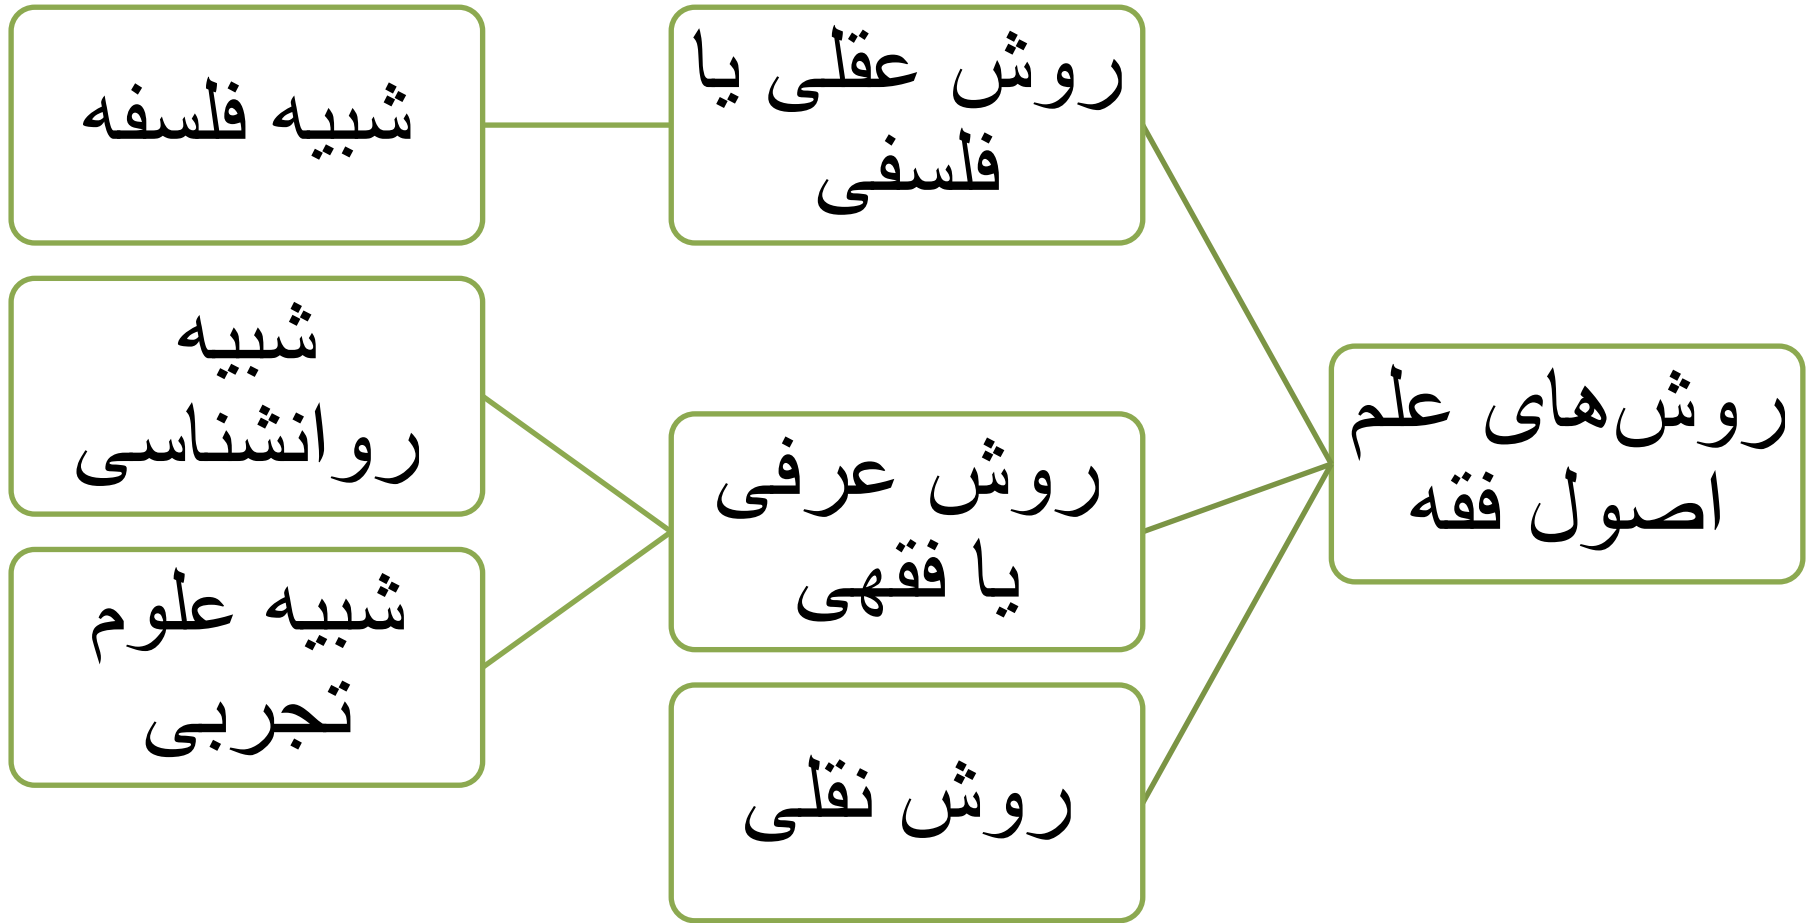 روش‌های علم
اصول فقه
روش عقلی یا
فلسفی
شبیه فلسفه
روش عرفی
یا فقهی
شبیه
روانشناسی
شبیه علوم
تجربی
روش نقلی